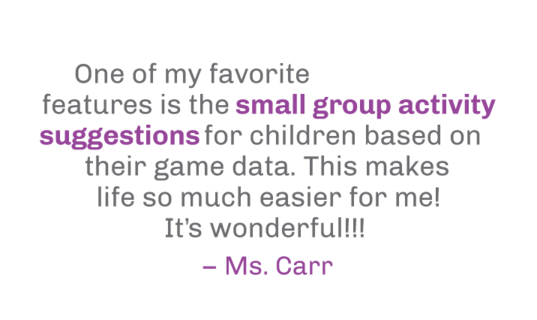 One of my favorite
features is the small group activity
suggestions for children based on
their game data. This makes
life so much easier for me!
It’s wonderful!!!
– Ms. Carr